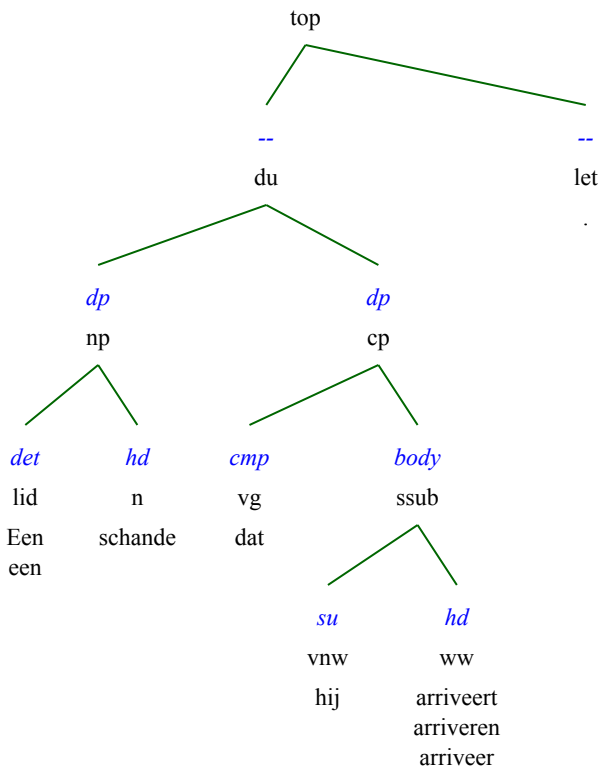 top
-- --
du let
.
dp dp
np cp
det hd cmp body
lid n vg ssub
Een schande dat
een
su hd
vnw ww
hij arriveert
arriveren
arriveer